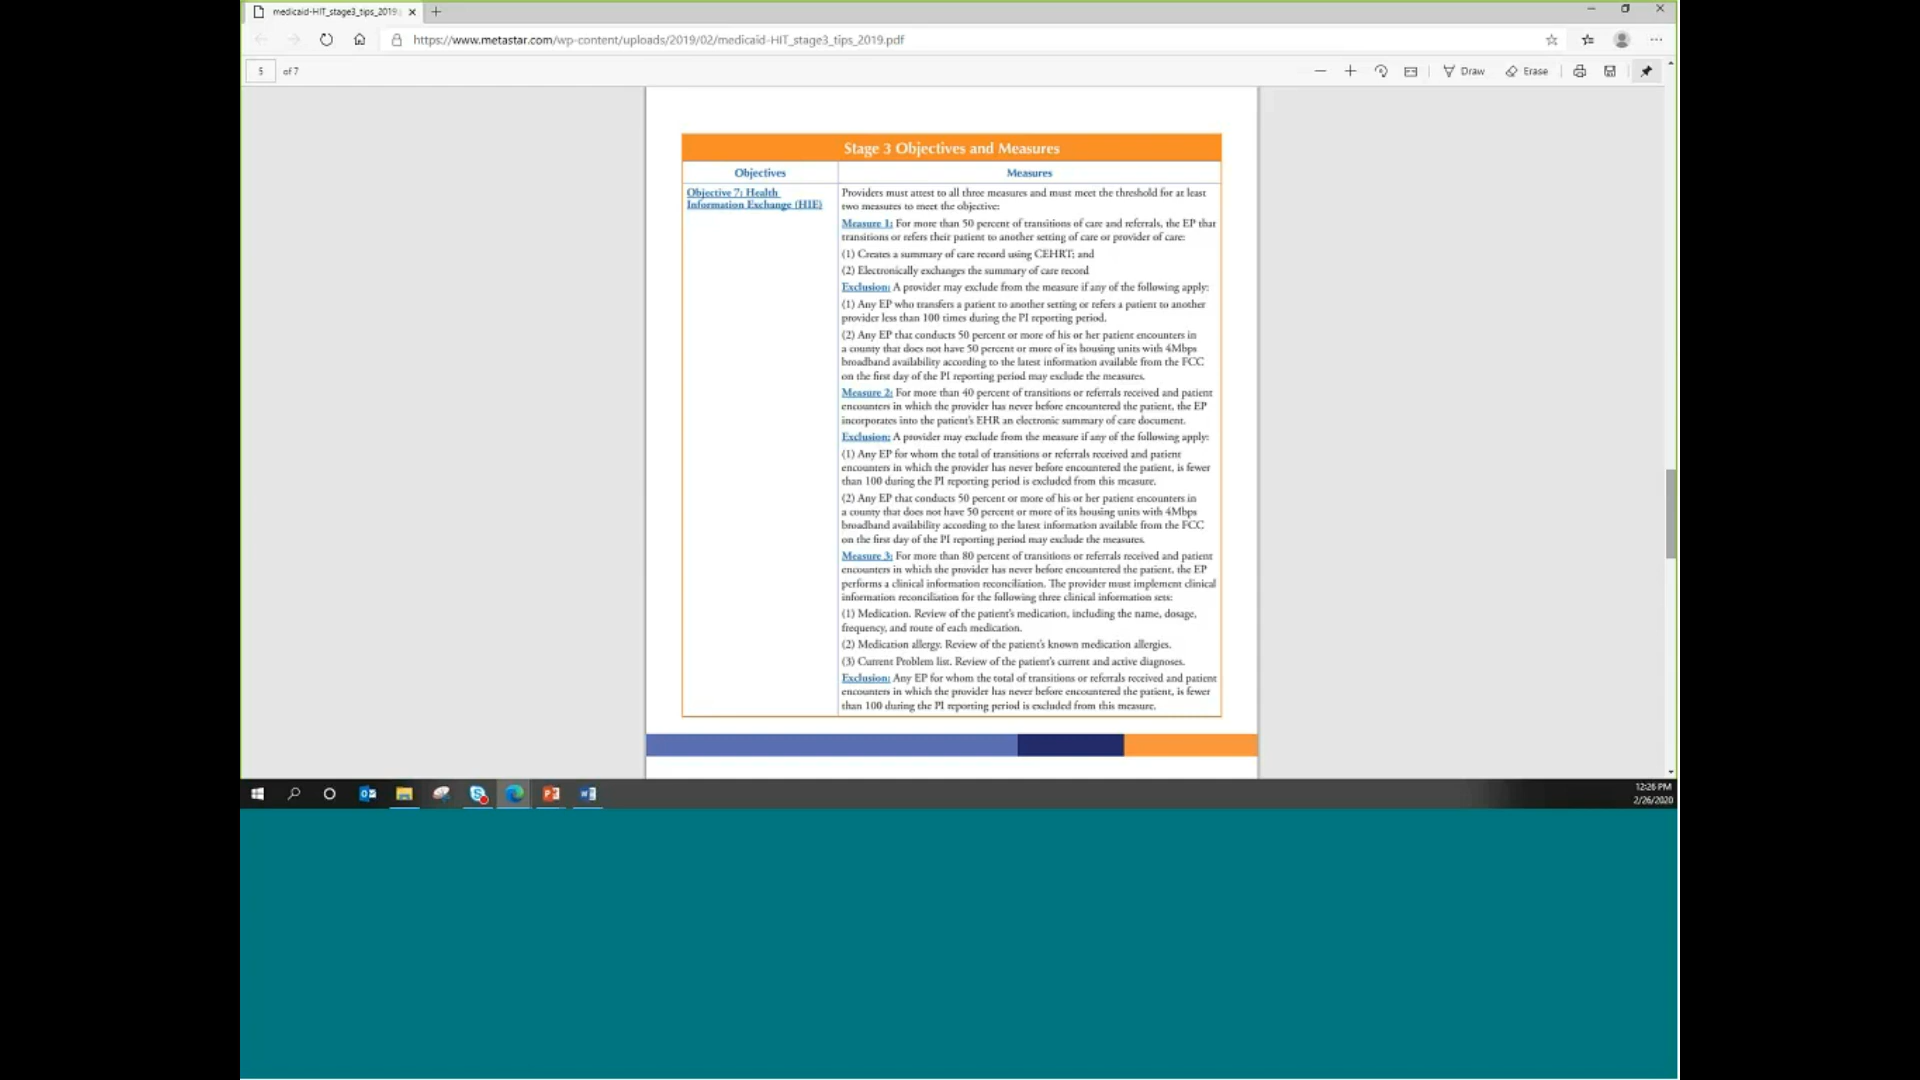 medicaid-HIT_stage3_tips_2019
https://www.metastar.com/wp-content/uploads/2019/02/medicaid-HIT_stage3_tips_2019.pdf
5 of 7
Draw
Erase
Stage 3 Objectives and Measures
Objectives
Measures
Objective 7: Health
Information Exchange (HIE)
Providers must attest to all three measures and must meet the threshold for at least
two measures to meet the objective:
Measure 1: For more than 50 percent of transitions of care and referrals, the EP that
transitions or refers their patient to another setting of care or provider of care:
(1) Creates a summary of care record using CEHRT; and
(2) Electronically exchanges the summary of care record
Exclusion: A provider may exclude from the measure if any of the following apply:
(1) Any EP who transfers a patient to another setting or refers a patient to another
provider less than 100 times during the PI reporting period.
(2) Any EP that conducts 50 percent or more of his or her patient encounters in
a county that does not have 50 percent or more of its housing units with 4Mbps
broadband availability according to the latest information available from the FCC
on the first day of the PI reporting period may exclude the measures.
Measure 2: For more than 40 percent of transitions or referrals received and patient
encounters in which the provider has never before encountered the patient, the EP
incorporates into the patient's EHR an electronic summary of care document.
Exclusion: A provider may exclude from the measure if any of the following apply:
(1) Any EP for whom the total of transitions or referrals received and patient
encounters in which the provider has never before encountered the patient, is fewer
than 100 during the PI reporting period is excluded from this measure.
(2) Any EP that conducts 50 percent or more of his or her patient encounters in
a county that does not have 50 percent or more of its housing units with 4Mbps
broadband availability according to the latest information available from the FCC
on the first day of the PI reporting period may exclude the measures.
Measure 3: For more than 80 percent of transitions or referrals received and patient
encounters in which the provider has never before encountered the patient, the EP
performs a clinical information reconciliation. The provider must implement clinical
information reconciliation for the following three clinical information sets:
(1) Medication. Review of the patient's medication, including the name, dosage,
frequency, and route of each medication.
(2) Medication allergy. Review of the patient's known medication allergies.
(3) Current Problem list. Review of the patient's current and active diagnoses.
Exclusion: Any EP for whom the total of transitions or referrals received and patient
encounters in which the provider has never before encountered the patient, is fewer
than 100 during the PI reporting period is excluded from this measure.
12:26 PM
2/26/2020